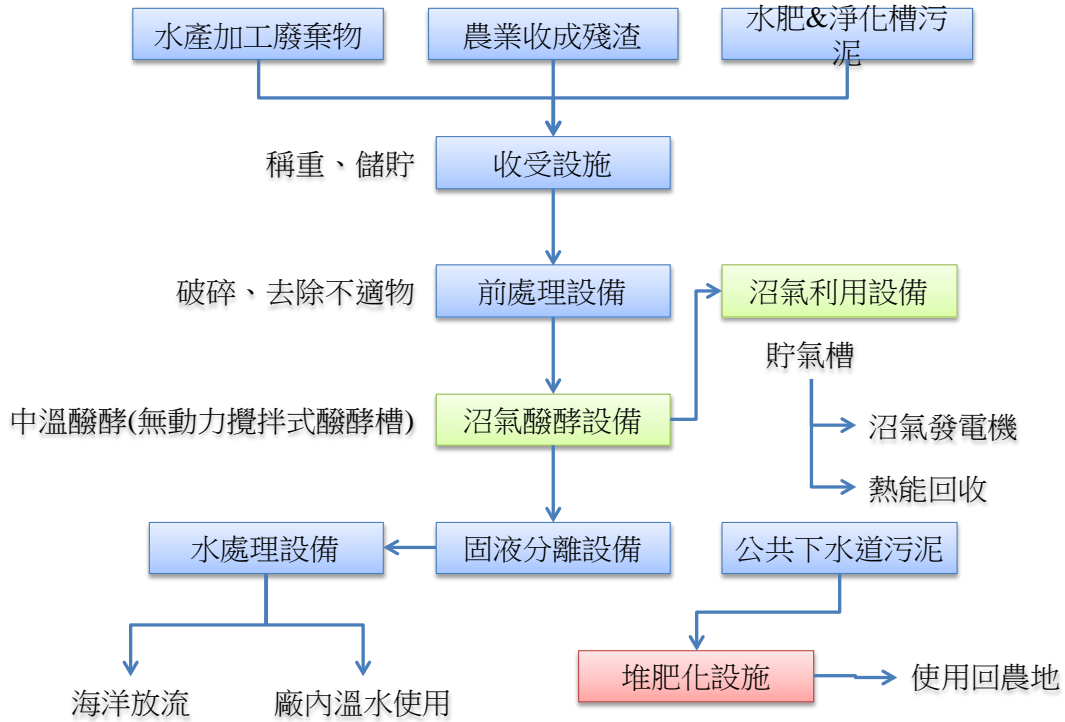 水產加工廢棄物
農業收成殘渣
水肥&淨化槽污
泥
稱重、儲貯
收受設施
破碎、去除不適物
前處理設備
沼氣利用設備
貯氣槽
中溫醱酵(無動力攪拌式醱酵槽)
沼氣醱酵設備
沼氣發電機
熱能回收
水處理設備
固液分離設備
公共下水道污泥
堆肥化設施
使用回農地
海洋放流
廠內溫水使用